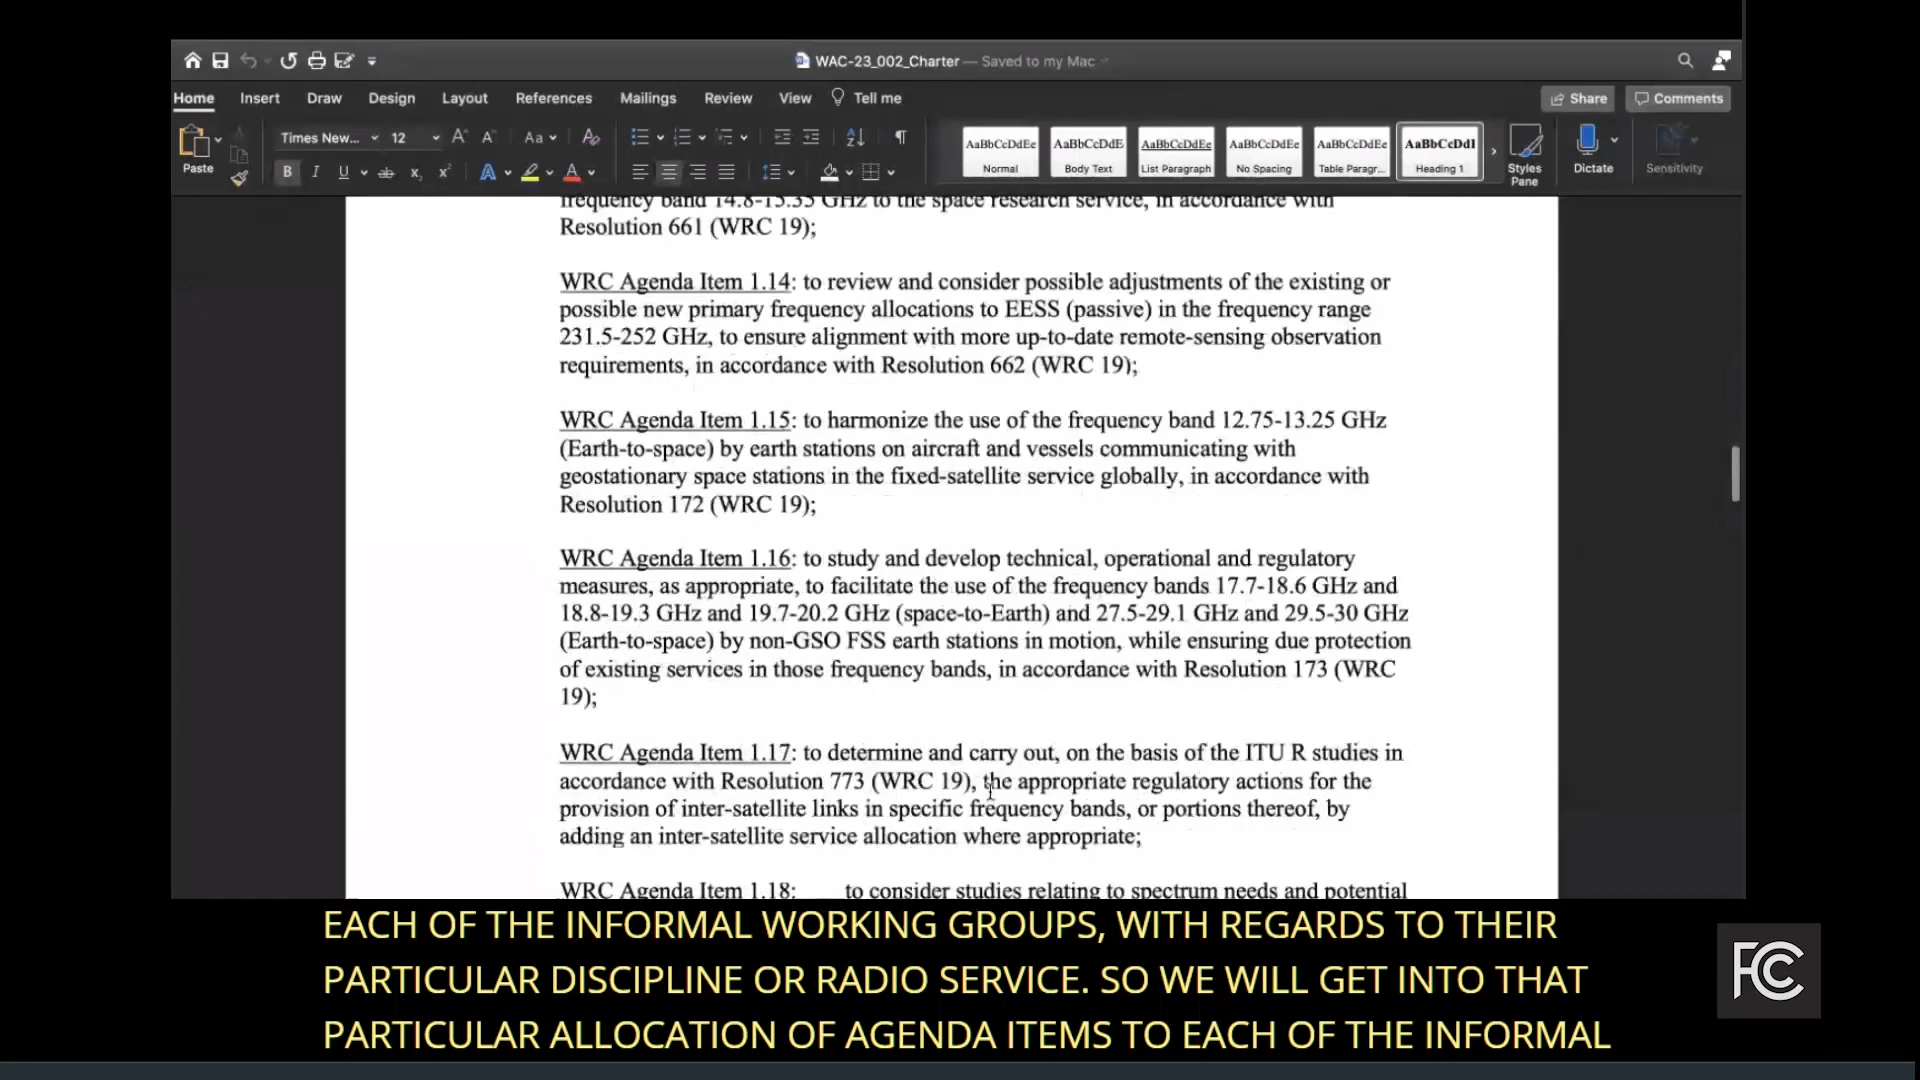 WAC-23_002_Charter — Saved to my Mac
Home Insert Draw Design Layout References Mailings Review View Tell me Share Comments
Paste Times New... 12 Aa
AaBbCcDdEe AaBbCcDdE AaBbCcDdEe AaBbCcDdEe AaBbCcDdEe AaBbCcDdI
Normal Body Text List Paragraph No Spacing Table Paragr... Heading 1 Styles Pane Dictate Sensitivity
frequency band 14.8-15.35 GHz to the space research service, in accordance with
Resolution 661 (WRC 19);
WRC Agenda Item 1.14: to review and consider possible adjustments of the existing or
possible new primary frequency allocations to EESS (passive) in the frequency range
231.5-252 GHz, to ensure alignment with more up-to-date remote-sensing observation
requirements, in accordance with Resolution 662 (WRC 19);
WRC Agenda Item 1.15: to harmonize the use of the frequency band 12.75-13.25 GHz
(Earth-to-space) by earth stations on aircraft and vessels communicating with
geostationary space stations in the fixed-satellite service globally, in accordance with
Resolution 172 (WRC 19);
WRC Agenda Item 1.16: to study and develop technical, operational and regulatory
measures, as appropriate, to facilitate the use of the frequency bands 17.7-18.6 GHz and
18.8-19.3 GHz and 19.7-20.2 GHz (space-to-Earth) and 27.5-29.1 GHz and 29.5-30 GHz
(Earth-to-space) by non-GSO FSS earth stations in motion, while ensuring due protection
of existing services in those frequency bands, in accordance with Resolution 173 (WRC
19);
WRC Agenda Item 1.17: to determine and carry out, on the basis of the ITU R studies in
accordance with Resolution 773 (WRC 19), the appropriate regulatory actions for the
provision of inter-satellite links in specific frequency bands, or portions thereof, by
adding an inter-satellite service allocation where appropriate;
WRC Agenda Item 1.18: to consider studies relating to spectrum needs and potential
EACH OF THE INFORMAL WORKING GROUPS, WITH REGARDS TO THEIR
PARTICULAR DISCIPLINE OR RADIO SERVICE. SO WE WILL GET INTO THAT
PARTICULAR ALLOCATION OF AGENDA ITEMS TO EACH OF THE INFORMAL
FCC